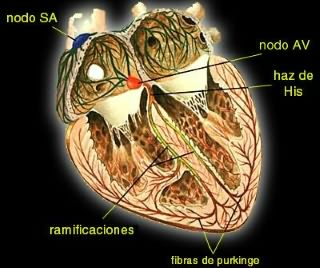 nodo SA
nodo AV
haz de
His
ramificaciones
fibras de purkinge